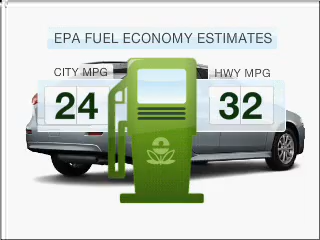 EPA FUEL ECONOMY ESTIMATES
CITY MPG
HWY MPG
24
32